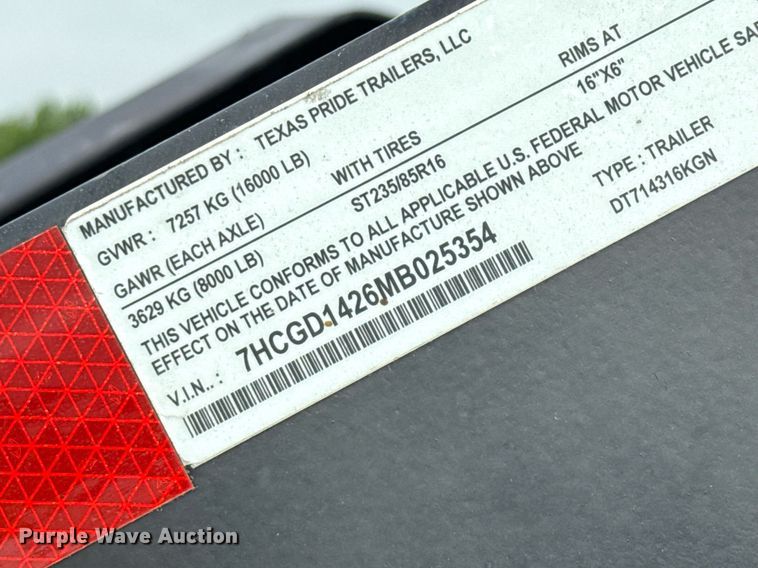 MANUFACTURED BY : TEXAS PRIDE TRAILERS, LLC
GVWR : 7257 KG (16000 LB)
GAWR (EACH AXLE) WITH TIRES RIMS AT
3629 KG (8000 LB) ST235/85R16 16"X6"
THIS VEHICLE CONFORMS TO ALL APPLICABLE U.S. FEDERAL MOTOR VEHICLE
EFFECT ON THE DATE OF MANUFACTURE SHOWN ABOVE
V.I.N.. : 7HCGD1426MB025354 TYPE : TRAILER
DT714316KGN
Purple Wave Auction